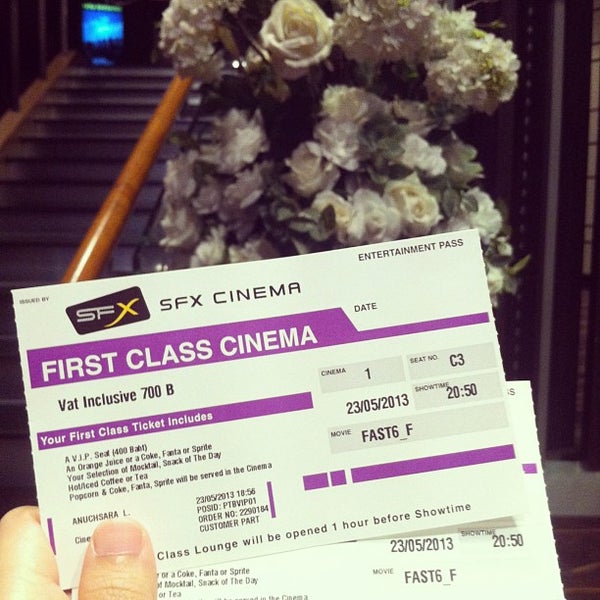 ENTERTAINMENT PASS
ISSUED BY
SFX SFX CINEMA
DATE
FIRST CLASS CINEMA
CINEMA 1 SEAT NO. C3
Vat Inclusive 700 B
23/05/2013 SHOWTIME 20:50
MOVIE FAST6_F
Your First Class Ticket Includes
A V.I.P. Seat (400 Baht)
An Orange Juice or a Coke, Fanta or Sprite
Your Selection of Mocktail, Snack of The Day
Hot/Iced Coffee or Tea
Popcorn & Coke, Fanta, Sprite will be served in the Cinema
23/05/2013 18:56
ANUCHSARA L.
POSID: PTBVIP01
ORDER NO: 2290184
CUSTOMER PART
Class Lounge will be opened 1 hour before Showtime
23/05/2013 SHOWTIME 20:50
MOVIE FAST6_F
or a Coke, Fanta or Sprite
of Mocktail, Snack of The Day
or Tea